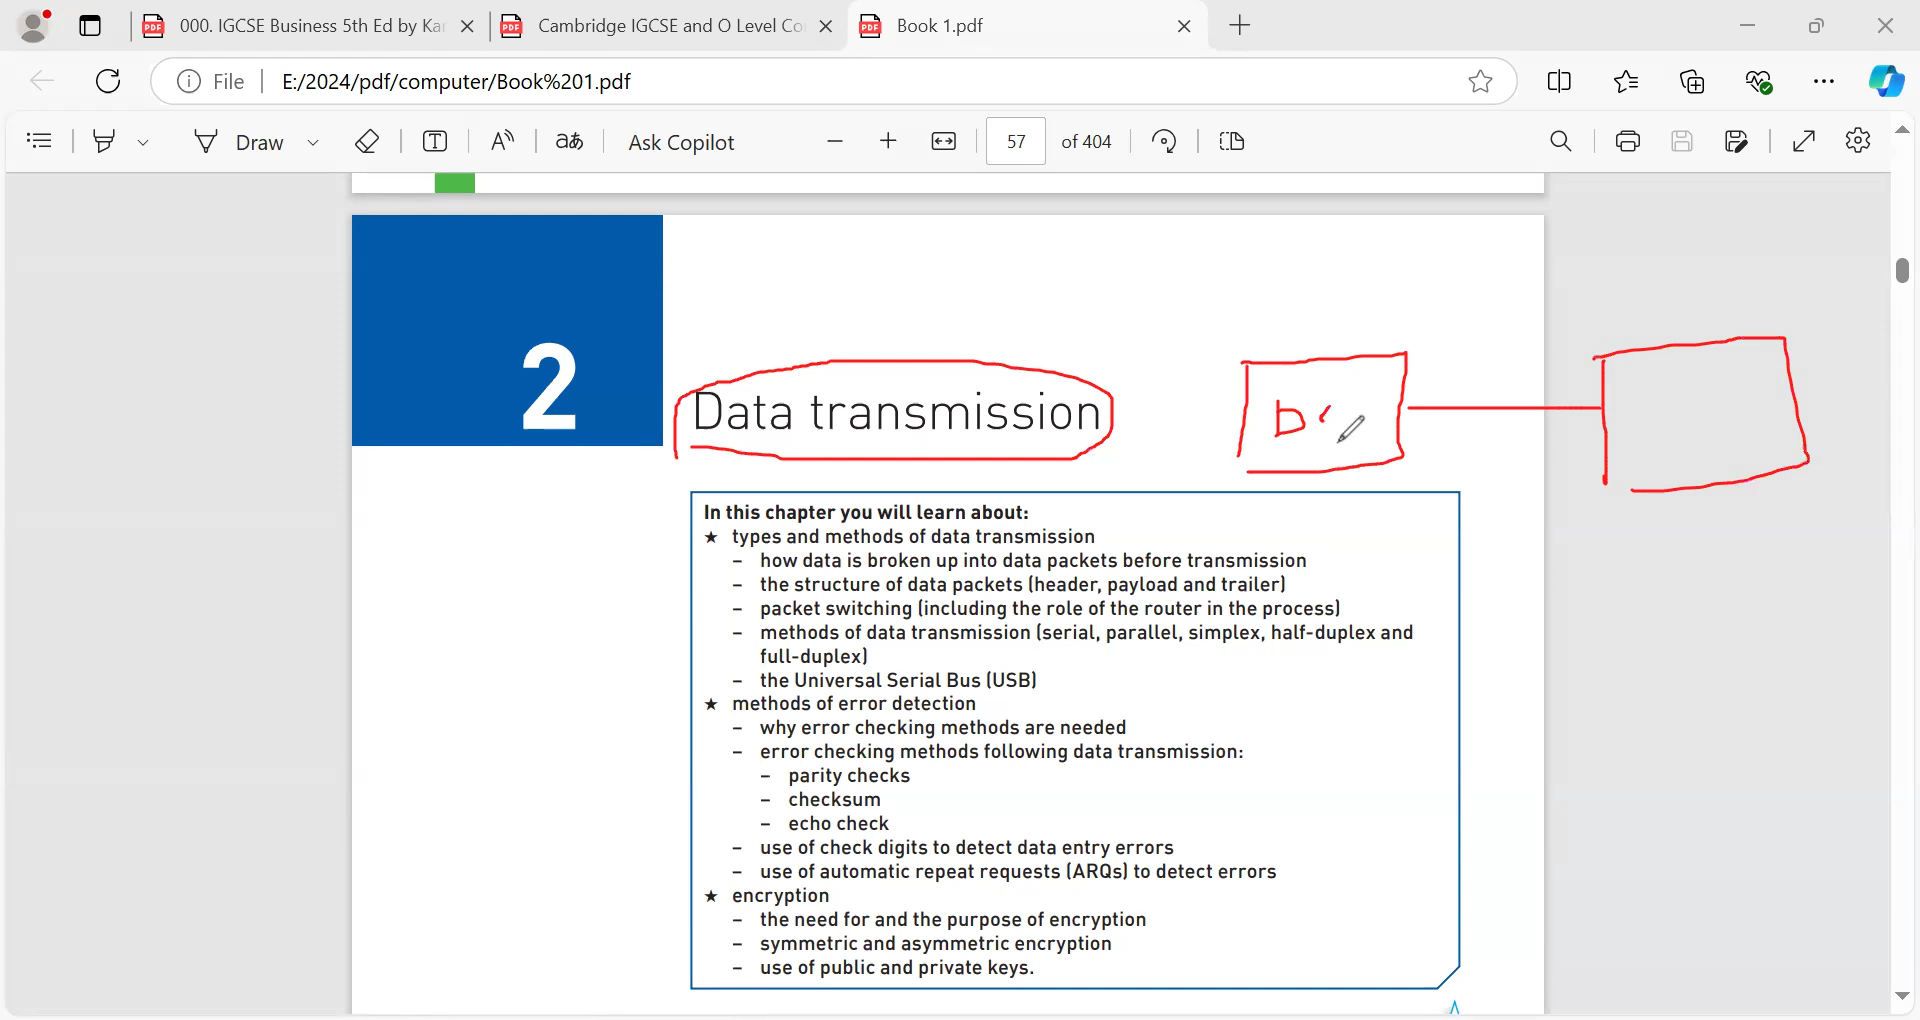 000. IGCSE Business 5th Ed by Kar
Cambridge IGCSE and O Level Co
Book 1.pdf
File
E:/2024/pdf/computer/Book%201.pdf
Draw
Ask Copilot
57 of 404
2
Data transmission
D
In this chapter you will learn about:
★ types and methods of data transmission
– how data is broken up into data packets before transmission
– the structure of data packets (header, payload and trailer)
– packet switching (including the role of the router in the process)
– methods of data transmission (serial, parallel, simplex, half-duplex and
full-duplex)
– the Universal Serial Bus (USB)
★ methods of error detection
– why error checking methods are needed
– error checking methods following data transmission:
– parity checks
– checksum
– echo check
– use of check digits to detect data entry errors
– use of automatic repeat requests (ARQs) to detect errors
★ encryption
– the need for and the purpose of encryption
– symmetric and asymmetric encryption
– use of public and private keys.